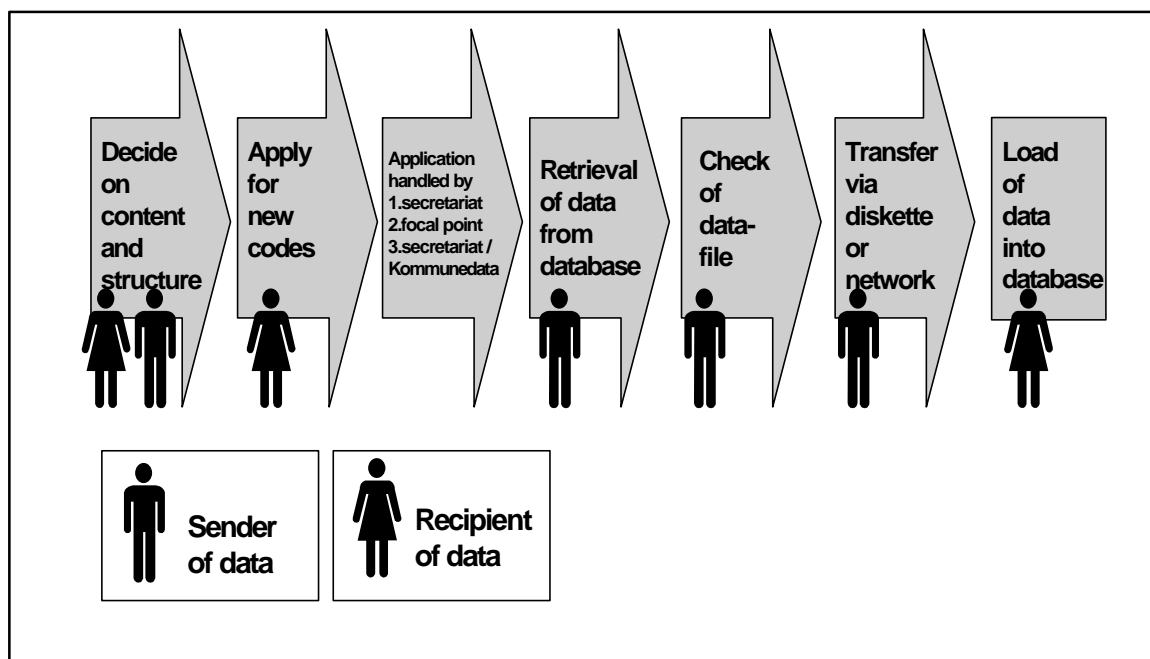 Decide
on
content
and
structure
Apply
for
new
codes
Application
handled by
1.secretariat
2.focal point
3.secretariat /
Kommunedata
Retrieval
of data
from
database
Check
of
data-
file
Transfer
via
diskette
or
network
Load
of
data
into
database
Sender
of data
Recipient
of data